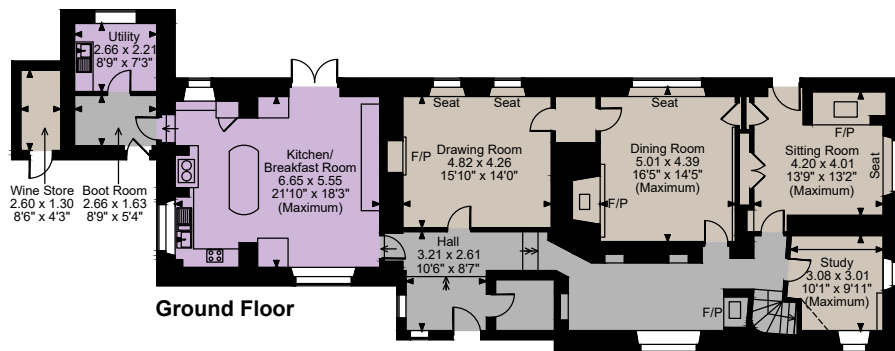 Utility
2.66 x 2.21
8'9" x 7'3"
Wine Store
2.60 x 1.30
8'6" x 4'3"
Boot Room
2.66 x 1.63
8'9" x 5'4"
Kitchen/
Breakfast Room
6.65 x 5.55
21'10" x 18'3"
(Maximum)
Seat
Seat
F/P
Drawing Room
4.82 x 4.26
15'10" x 14'0"
Hall
3.21 x 2.61
10'6" x 8'7"
Seat
Dining Room
5.01 x 4.39
16'5" x 14'5"
(Maximum)
F/P
F/P
Sitting Room
4.20 x 4.01
13'9" x 13'2"
(Maximum)
Seat
Study
3.08 x 3.01
10'1" x 9'11"
(Maximum)
F/P
Ground Floor